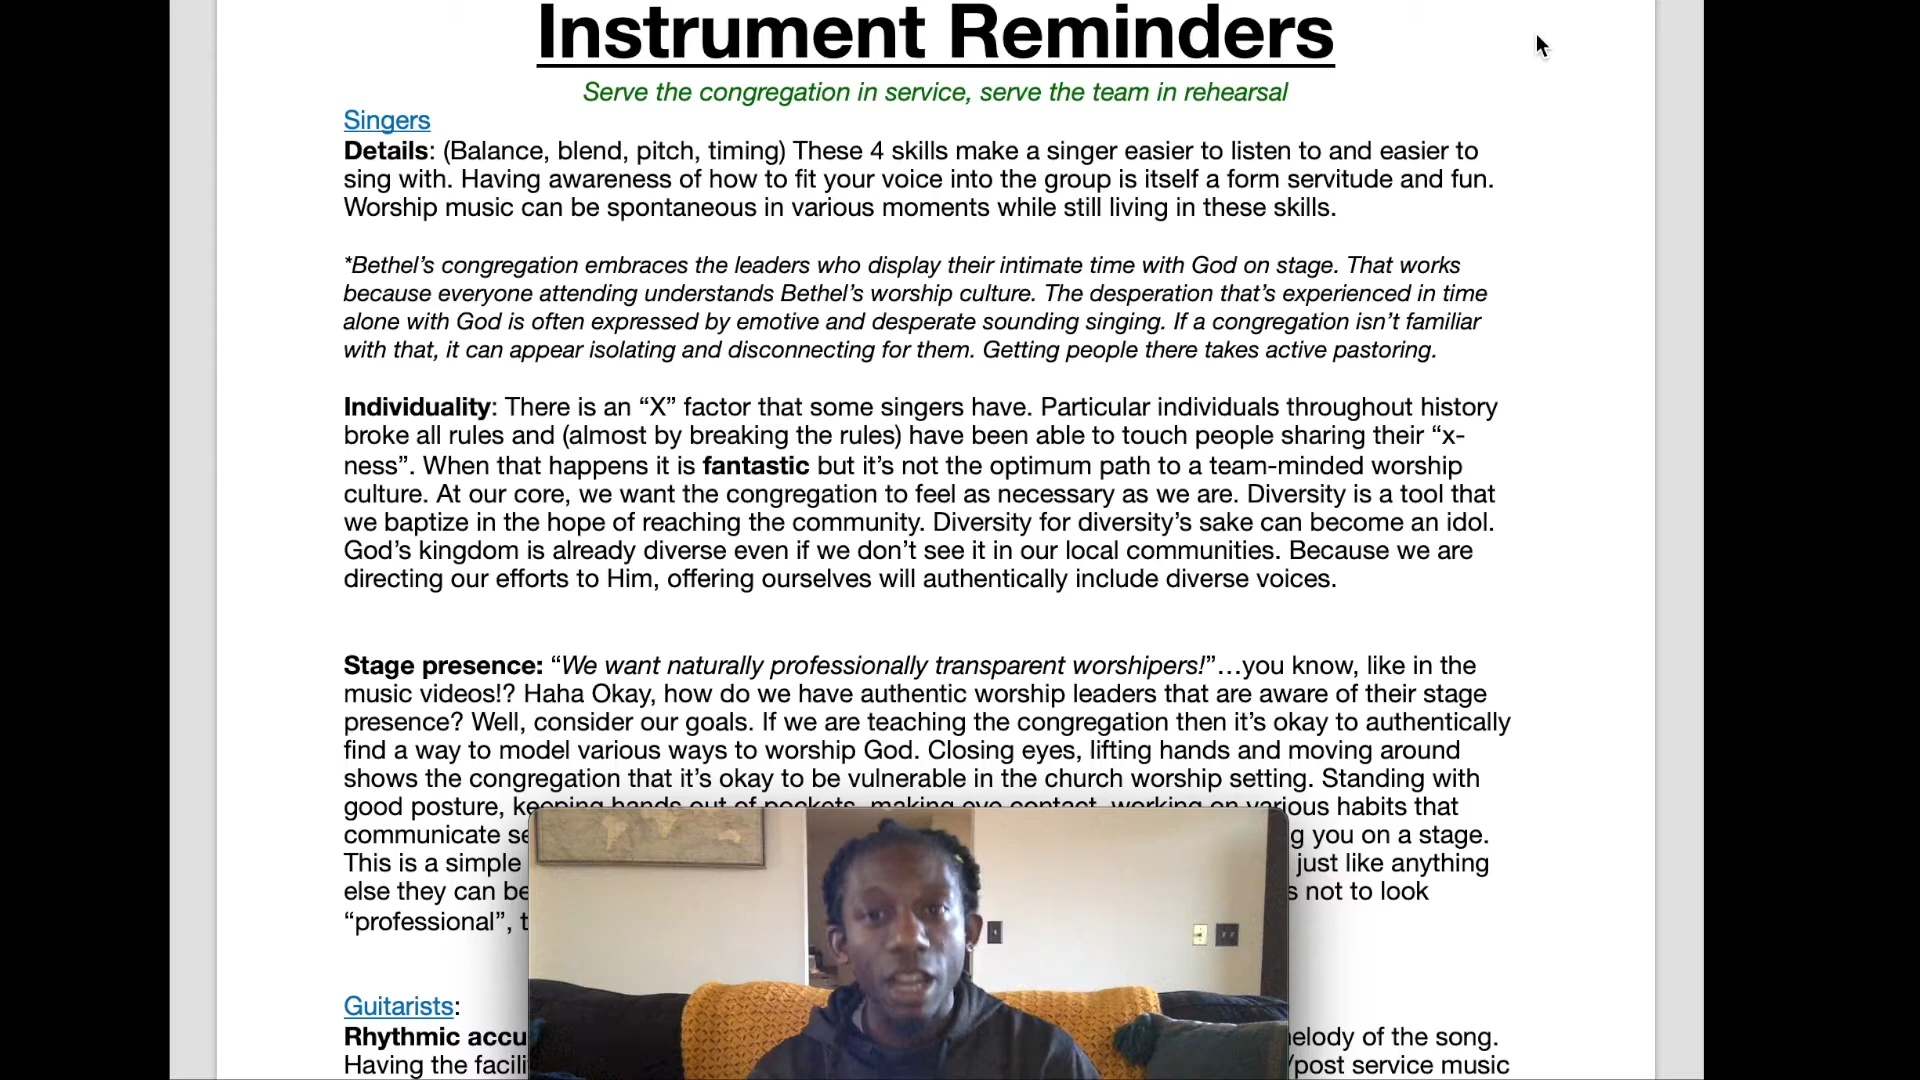 Instrument Reminders
Serve the congregation in service, serve the team in rehearsal
Singers
Details: (Balance, blend, pitch, timing) These 4 skills make a singer easier to listen to and easier to
sing with. Having awareness of how to fit your voice into the group is itself a form servitude and fun.
Worship music can be spontaneous in various moments while still living in these skills.
*Bethel’s congregation embraces the leaders who display their intimate time with God on stage. That works
because everyone attending understands Bethel’s worship culture. The desperation that’s experienced in time
alone with God is often expressed by emotive and desperate sounding singing. If a congregation isn’t familiar
with that, it can appear isolating and disconnecting for them. Getting people there takes active pastoring.
Individuality: There is an “X” factor that some singers have. Particular individuals throughout history
broke all rules and (almost by breaking the rules) have been able to touch people sharing their “x-
ness”. When that happens it is fantastic but it’s not the optimum path to a team-minded worship
culture. At our core, we want the congregation to feel as necessary as we are. Diversity is a tool that
we baptize in the hope of reaching the community. Diversity for diversity’s sake can become an idol.
God’s kingdom is already diverse even if we don’t see it in our local communities. Because we are
directing our efforts to Him, offering ourselves will authentically include diverse voices.
Stage presence: “We want naturally professionally transparent worshipers!”…you know, like in the
music videos!? Haha Okay, how do we have authentic worship leaders that are aware of their stage
presence? Well, consider our goals. If we are teaching the congregation then it’s okay to authentically
find a way to model various ways to worship God. Closing eyes, lifting hands and moving around
shows the congregation that it’s okay to be vulnerable in the church worship setting. Standing with
good posture, keeping hands out of pockets, making eye contact, working on various habits that
communicate you on a stage.
This is a simple just like anything
else they can not to look
“professional”,
Guitarists:
Rhythmic melody of the song.
Having the post service music